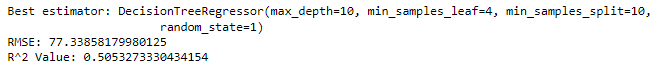 Best estimator: DecisionTreeRegressor(max_depth=10, min_samples_leaf=4, min_samples_split=10,
random_state=1)
RMSE: 77.33858179980125
R^2 Value: 0.5053273330434154